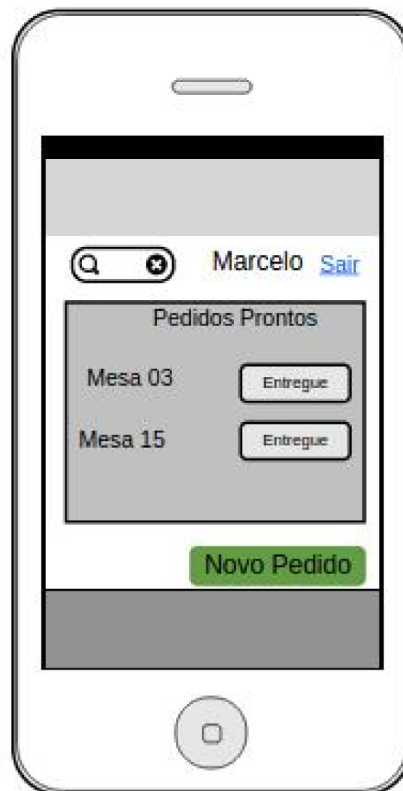 Marcelo Sair
Pedidos Prontos
Mesa 03 Entregue
Mesa 15 Entregue
Novo Pedido